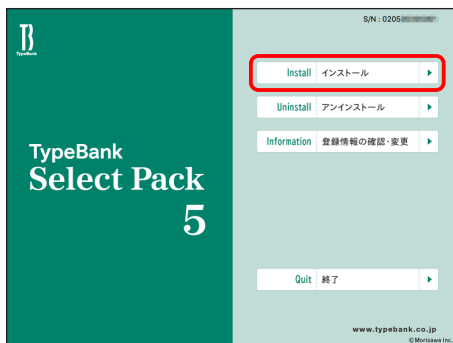 S/N : 0205
TB
TypeBank
Install インストール
Uninstall アンインストール
Information 登録情報の確認・変更
TypeBank
Select Pack
5
Quit 終了
www.typebank.co.jp
©Morisawa Inc.